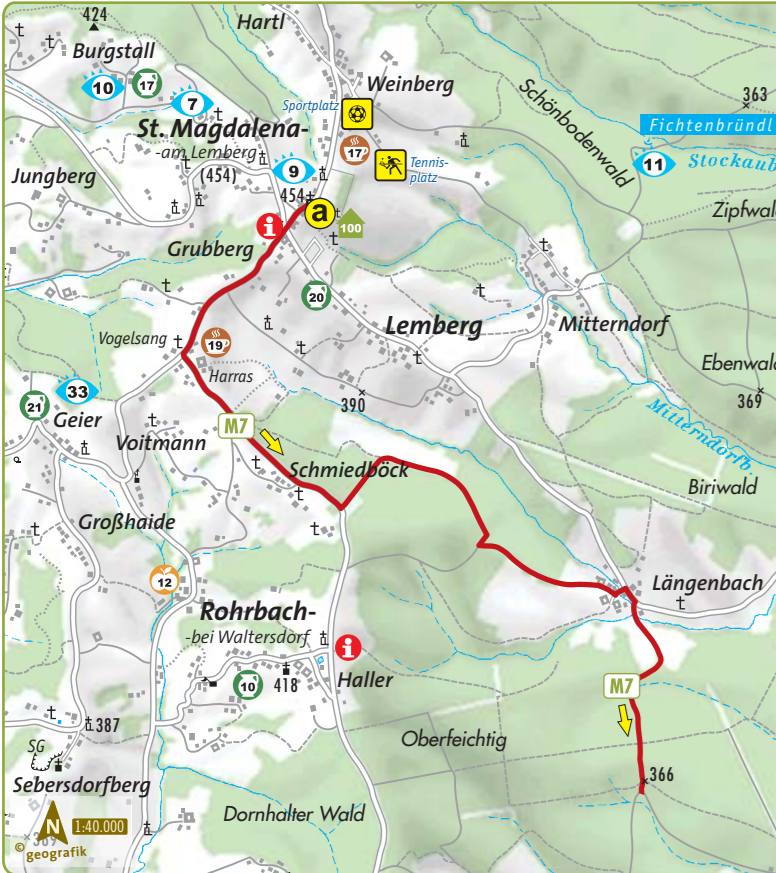 424
Hartl
Burgstall
10
17
Weinberg
7
Sportplatz
St. Magdalena-
-am Lemberg
(454)
17
9
Tennis-
platz
Schönbodenwald
363
Fichtenbründl
11
Stockaub
Jungberg
454
a
100
Zipfwal
Grubberg
i
20
Lemberg
Mitterndorf
Vogelsang
19
Harras
Ebenwal
369
33
390
21
Geier
M7
Voitmann
Mitterndorfb.
Schmiedböck
Biriwald
Großhaide
12
Längenbach
Rohrbach-
-bei Waltersdorf
i
10
418
Haller
M7
387
Oberfeichtig
SG
366
Sebersdorfberg
Dornhalter Wald
N
1:40.000
369
© geografik